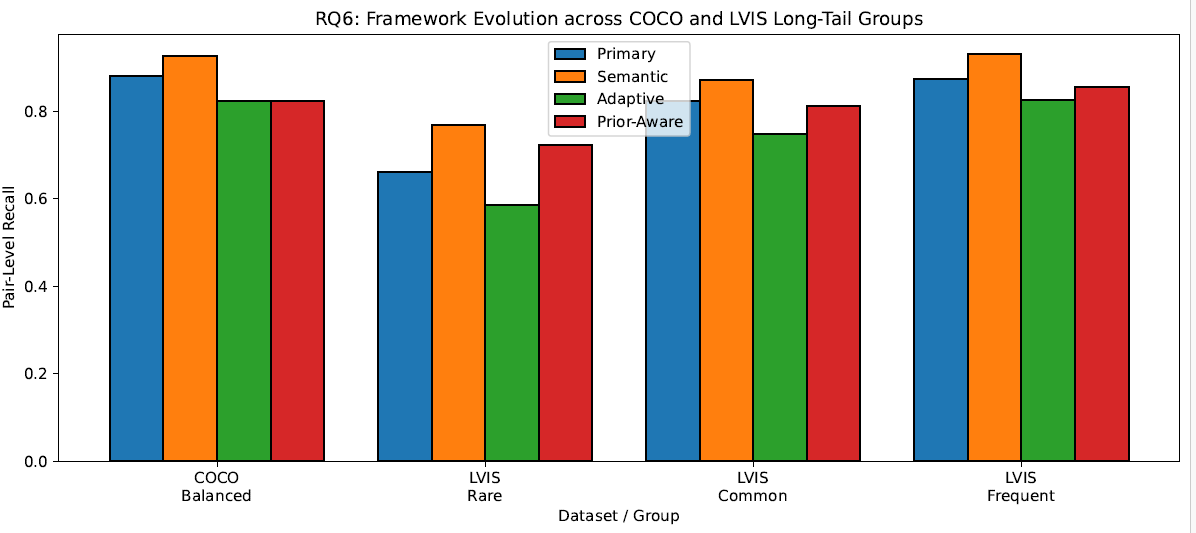 RQ6: Framework Evolution across COCO and LVIS Long-Tail Groups
Primary
Semantic
Adaptive
Prior-Aware
Pair-Level Recall
0.8
0.6
0.4
0.2
0.0
COCO
Balanced
LVIS
Rare
LVIS
Common
LVIS
Frequent
Dataset / Group